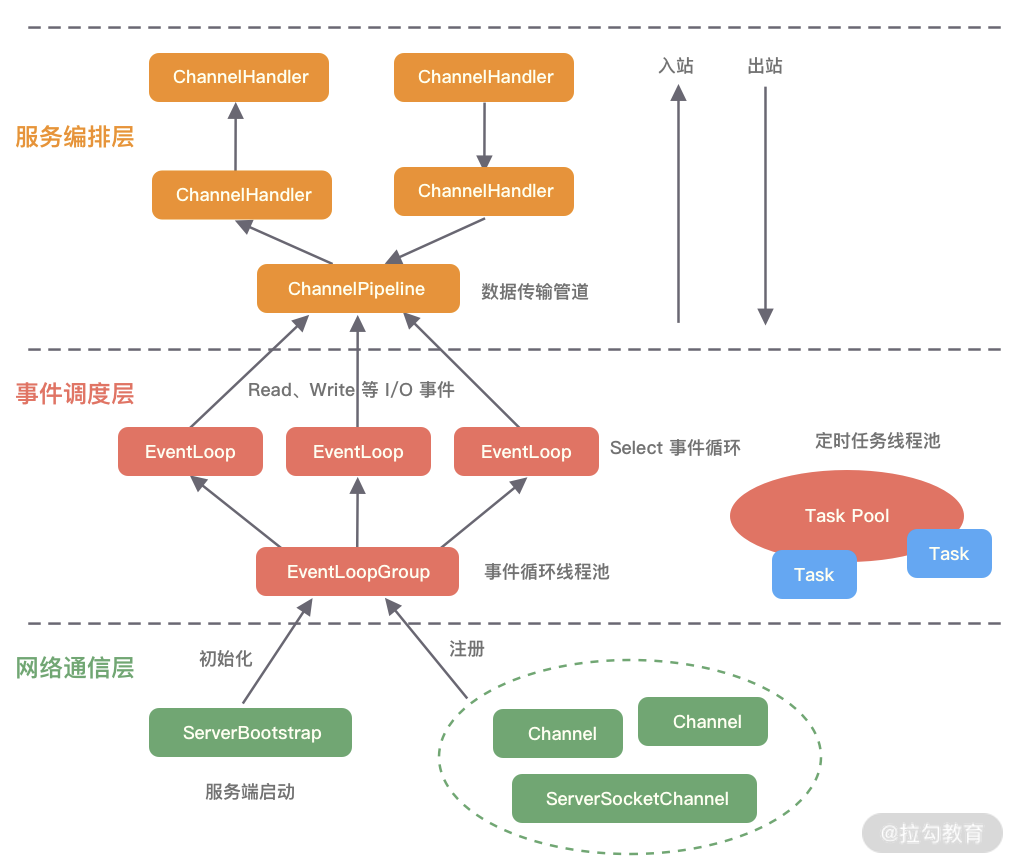 ChannelHandler
ChannelHandler
入站
出站
服务编排层
ChannelHandler
ChannelHandler
ChannelPipeline
数据传输管道
事件调度层
Read、Write 等 I/O 事件
EventLoop
EventLoop
EventLoop
Select 事件循环
定时任务线程池
Task Pool
Task
Task
EventLoopGroup
事件循环线程池
网络通信层
初始化
注册
ServerBootstrap
服务端启动
Channel
Channel
ServerSocketChannel
@拉勾教育